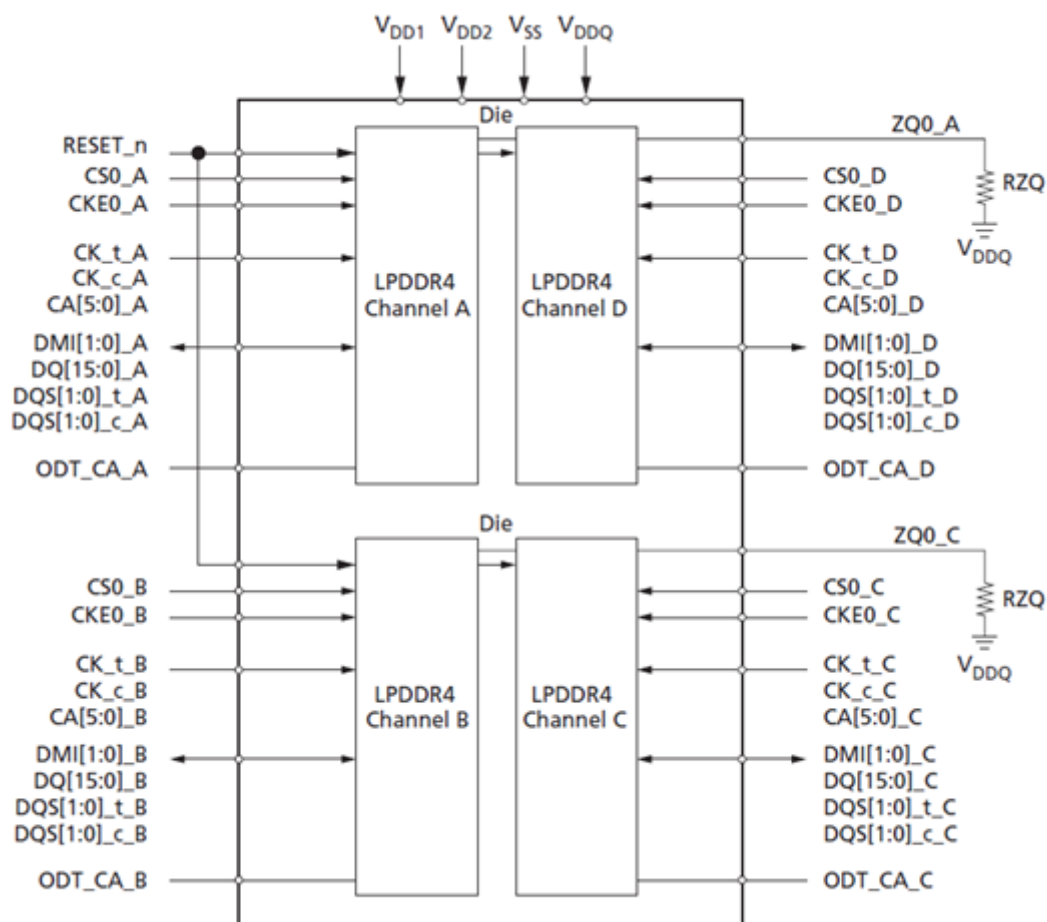 VDD1 VDD2 VSS VDDQ
Die
ZQ0_A
RESET_n
CS0_A
CKE0_A
CK_t_A
CK_c_A
CA[5:0]_A
DMI[1:0]_A
DQ[15:0]_A
DQS[1:0]_t_A
DQS[1:0]_c_A
ODT_CA_A
LPDDR4
Channel A
LPDDR4
Channel D
CS0_D
CKE0_D
CK_t_D
CK_c_D
CA[5:0]_D
DMI[1:0]_D
DQ[15:0]_D
DQS[1:0]_t_D
DQS[1:0]_c_D
ODT_CA_D
RZQ
VDDQ
Die
ZQ0_C
CS0_B
CKE0_B
CK_t_B
CK_c_B
CA[5:0]_B
DMI[1:0]_B
DQ[15:0]_B
DQS[1:0]_t_B
DQS[1:0]_c_B
ODT_CA_B
LPDDR4
Channel B
LPDDR4
Channel C
CS0_C
CKE0_C
CK_t_C
CK_c_C
CA[5:0]_C
DMI[1:0]_C
DQ[15:0]_C
DQS[1:0]_t_C
DQS[1:0]_c_C
ODT_CA_C
RZQ
VDDQ